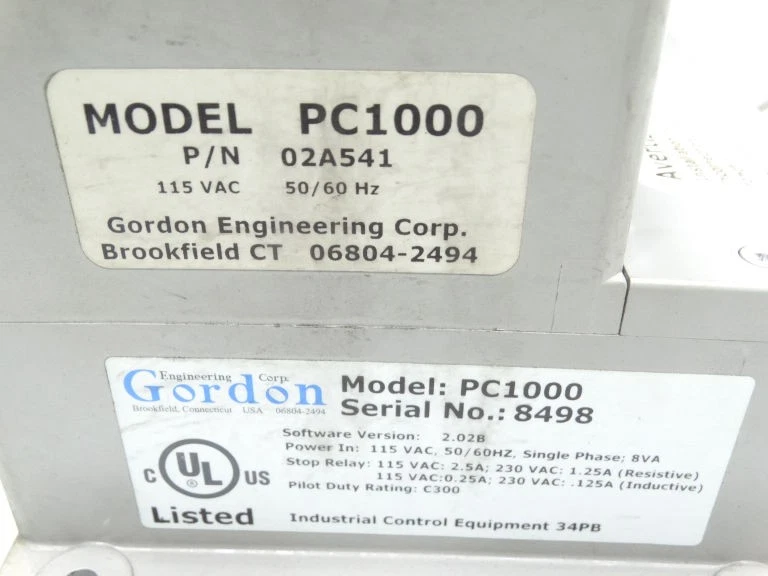 MODEL PC1000
P/N 02A541
115 VAC 50/60 Hz
Gordon Engineering Corp.
Brookfield CT 06804-2494
Engineering Corp.
Gordon
Brookfield, Connecticut USA 06804-2494
Model: PC1000
Serial No.: 8498
Software Version: 2.02B
Power In: 115 VAC, 50/60HZ, Single Phase; 8VA
Stop Relay: 115 VAC: 2.5A; 230 VAC: 1.25A (Resistive)
115 VAC:0.25A; 230 VAC: .125A (Inductive)
Pilot Duty Rating: C300
C UL ® US
Listed
Industrial Control Equipment 34PB